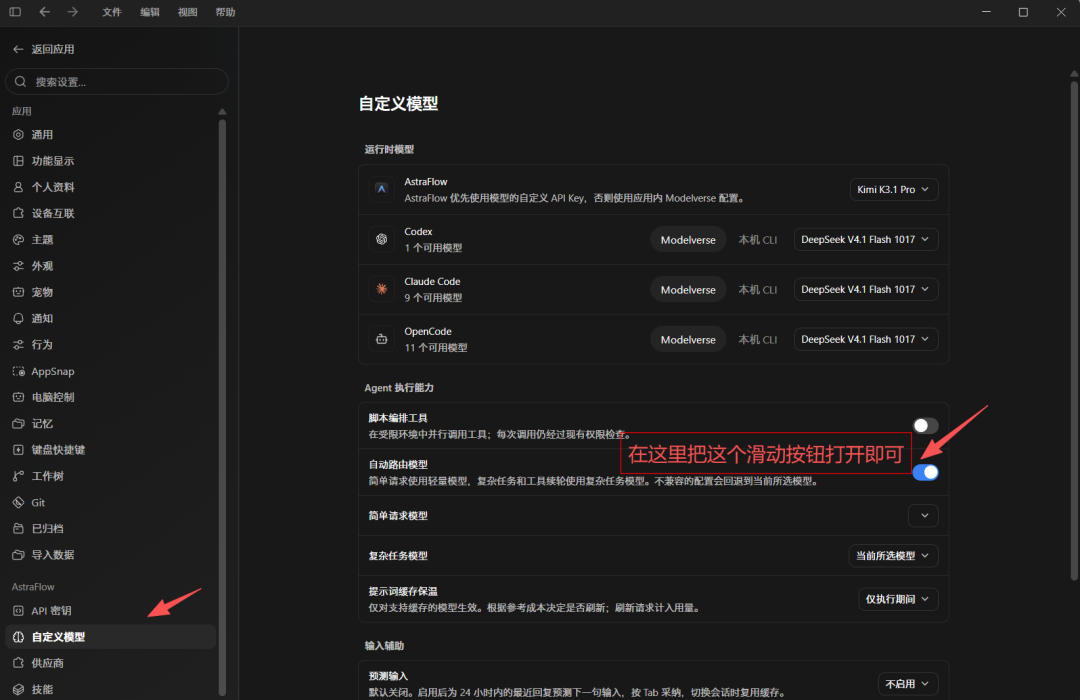 文件 编辑 视图 帮助
返回应用
搜索设置...
应用
通用
功能显示
个人资料
设备互联
主题
外观
宠物
通知
行为
AppSnap
电脑控制
记忆
键盘快捷键
工作树
Git
已归档
导入数据
AstraFlow
API 密钥
自定义模型
供应商
技能
自定义模型
运行时模型
AstraFlow
AstraFlow 优先使用模型的自定义 API Key，否则使用应用内 Modelverse 配置。
Kimi K3.1 Pro
Codex
1 个可用模型
Modelverse 本机 CLI DeepSeek V4.1 Flash 1017
Claude Code
9 个可用模型
Modelverse 本机 CLI DeepSeek V4.1 Flash 1017
OpenCode
11 个可用模型
Modelverse 本机 CLI DeepSeek V4.1 Flash 1017
Agent 执行能力
脚本编排工具
在受限环境中并行调用工具；每次调用仍经过现有权限检查。
在这里把这个滑动按钮打开即可
自动路由模型
简单请求使用轻量模型，复杂任务和工具续轮使用复杂任务模型。不兼容的配置会回退到当前所选模型。
简单请求模型
复杂任务模型
当前所选模型
提示词缓存保温
仅对支持缓存的模型生效。根据参考成本决定是否刷新；刷新请求计入用量。
仅执行期间
输入辅助
预测输入
默认关闭。启用后为 24 小时内的最近回复预测下一句输入，按 Tab 采纳，切换会话时复用缓存。
不启用